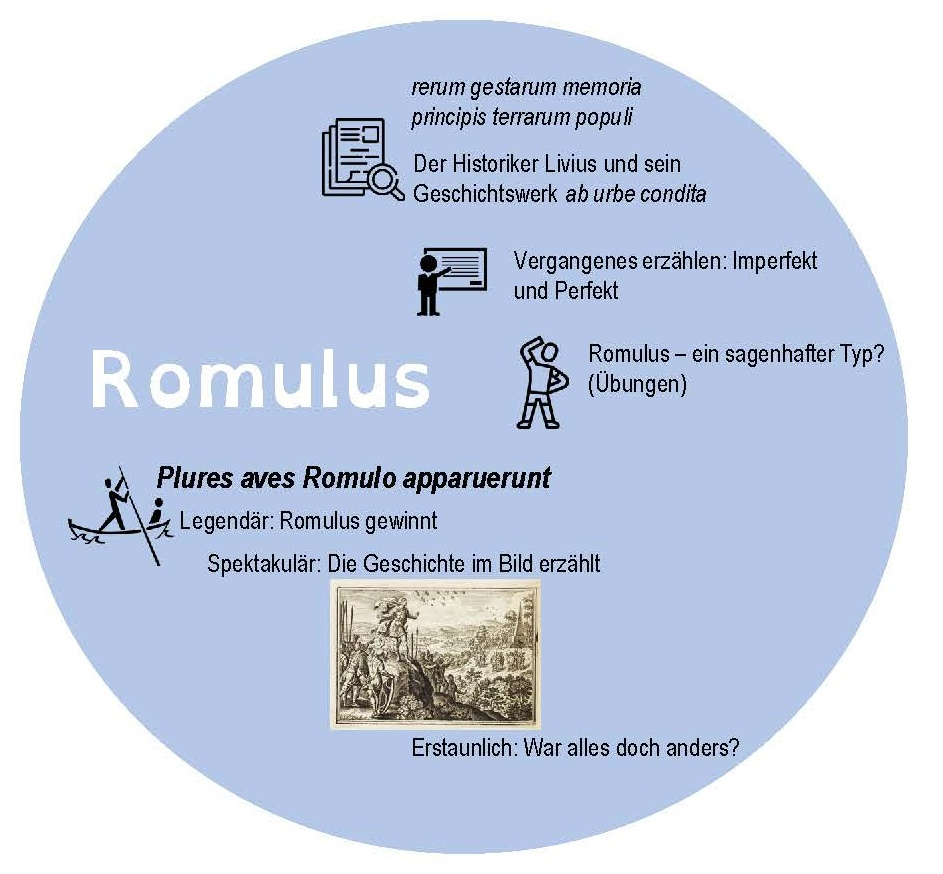 rerum gestarum memoria
principis terrarum populi
Der Historiker Livius und sein
Geschichtswerk ab urbe condita
Vergangenes erzählen: Imperfekt
und Perfekt
Romulus – ein sagenhafter Typ?
(Übungen)
Romulus
Plures aves Romulo apparuerunt
Legendär: Romulus gewinnt
Spektakulär: Die Geschichte im Bild erzählt
Erstaunlich: War alles doch anders?